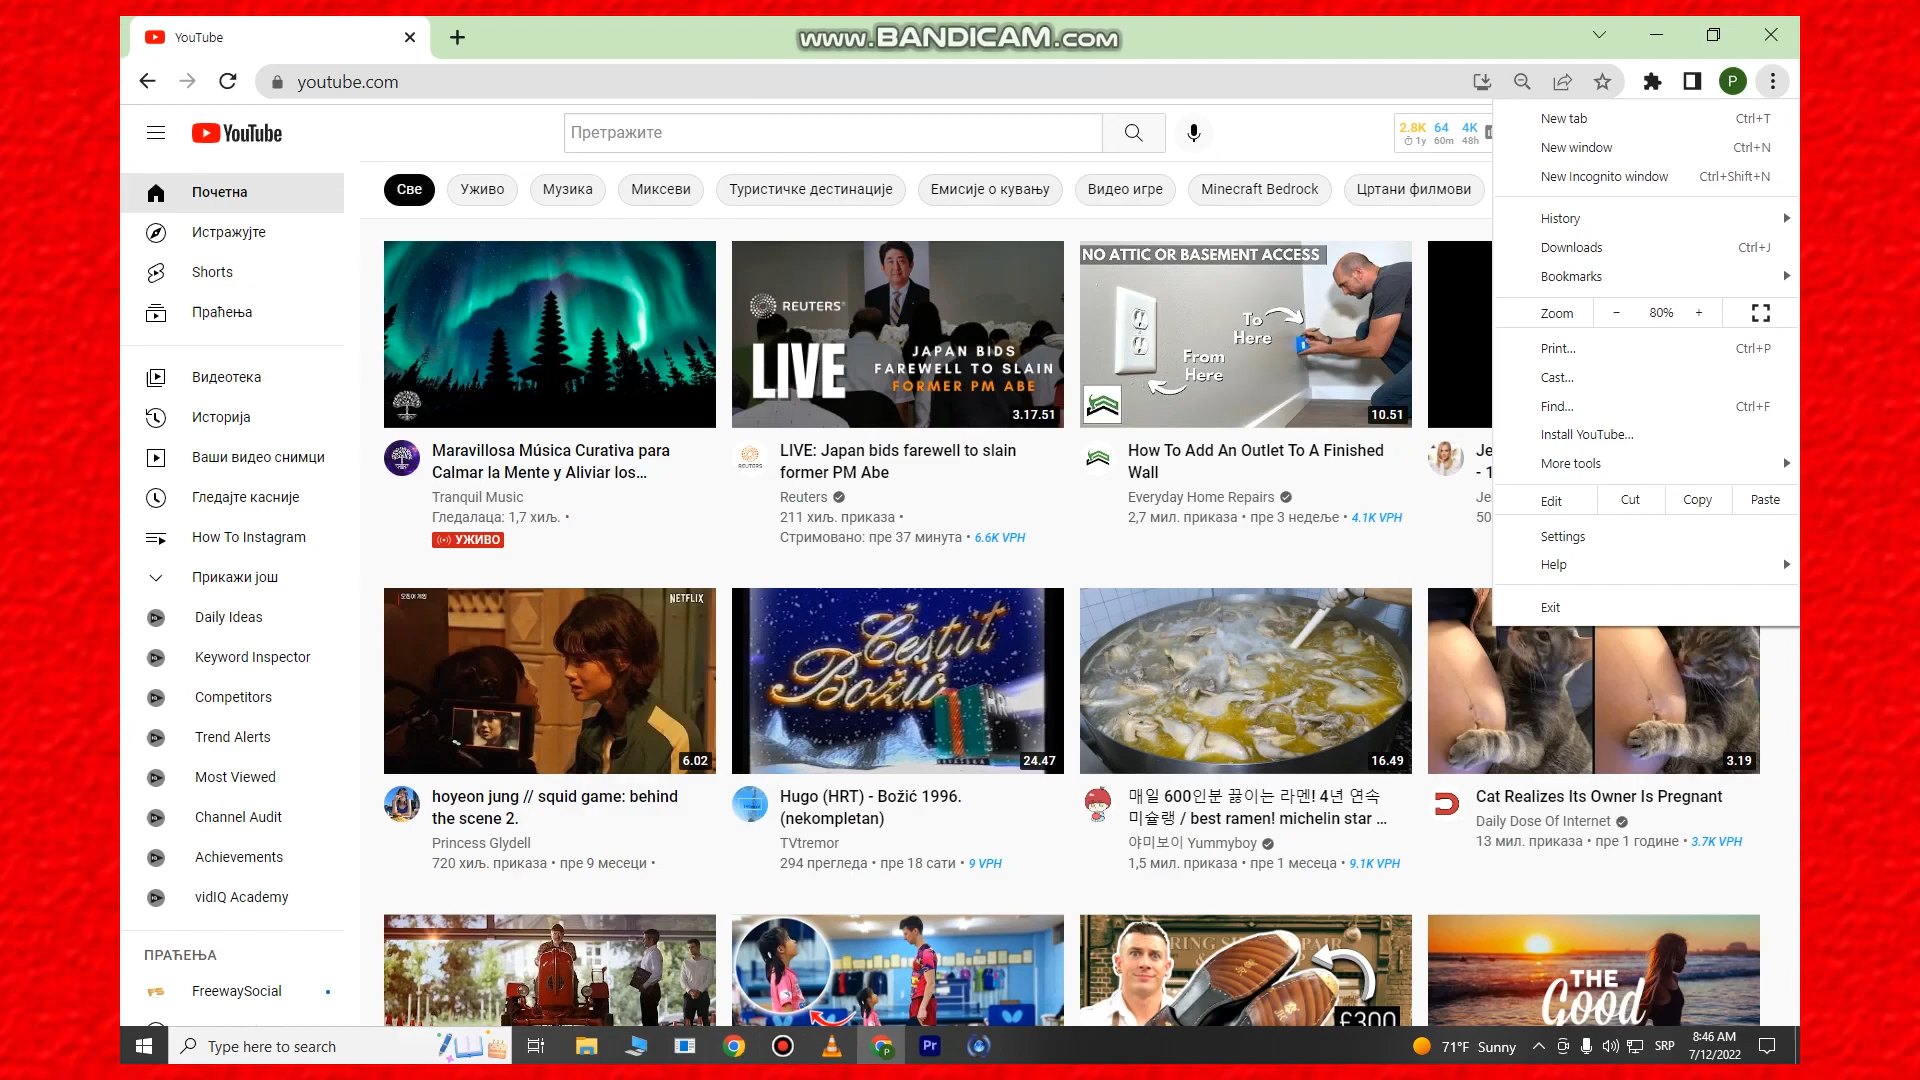 YouTube
www.BANDICAM.com
youtube.com
P
YouTube
Претражите
2.8K 64 4K
1y 60m 48h
New tab Ctrl+T
New window Ctrl+N
New Incognito window Ctrl+Shift+N
History
Downloads Ctrl+J
Bookmarks
Zoom - 80% +
Print... Ctrl+P
Cast...
Find... Ctrl+F
Install YouTube...
More tools
Edit Cut Copy Paste
Settings
Help
Exit
Све Уживо Музика Миксеви Туристичке дестинације Емисије о кувању Видео игре Minecraft Bedrock Цртани филмови
Почетна
Истражујте
Shorts
Праћења
Видеотека
Историја
Ваши видео снимци
Гледајте касније
How To Instagram
Прикажи још
Daily Ideas
Keyword Inspector
Competitors
Trend Alerts
Most Viewed
Channel Audit
Achievements
vidIQ Academy
ПРАЋЕЊА
FreewaySocial
Maravillosa Música Curativa para
Calmar la Mente y Aliviar los...
Tranquil Music
Гледалаца: 1,7 хиљ. •
УЖИВО
REUTERS
LIVE
JAPAN BIDS
FAREWELL TO SLAIN
FORMER PM ABE
3.17.51
LIVE: Japan bids farewell to slain
former PM Abe
REUTERS
Reuters
211 хиљ. приказа •
Стримовано: пре 37 минута • 6.6K VPH
NO ATTIC OR BASEMENT ACCESS
To
Here
From
Here
10.51
How To Add An Outlet To A Finished
Wall
Everyday Home Repairs
2,7 мил. приказа • пре 3 недеље • 4.1K VPH
Je
- 1
Je
50
NETFLIX
6.02
hoyeon jung // squid game: behind
the scene 2.
Princess Glydell
720 хиљ. приказа • пре 9 месеци •
Čestit
Božić
24.47
Hugo (HRT) - Božić 1996.
(nekompletan)
TVtremor
294 прегледа • пре 18 сати • 9 VPH
16.49
매일 600인분 끓이는 라멘! 4년 연속
미슐랭 / best ramen! michelin star ...
야미보이 Yummyboy
1,5 мил. приказа • пре 1 месеца • 9.1K VPH
3.19
Cat Realizes Its Owner Is Pregnant
Daily Dose Of Internet
13 мил. приказа • пре 1 године • 3.7K VPH
£300
THE
Good
Type here to search
P
Pr
71°F Sunny
SRP
8:46 AM
7/12/2022